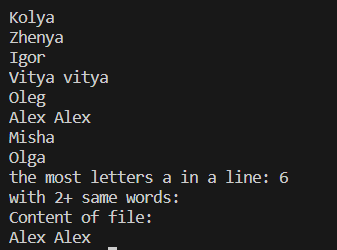 Kolya
Zhenya
Igor
Vitya vitya
Oleg
Alex Alex
Misha
Olga
the most letters a in a line: 6
with 2+ same words:
Content of file:
Alex Alex